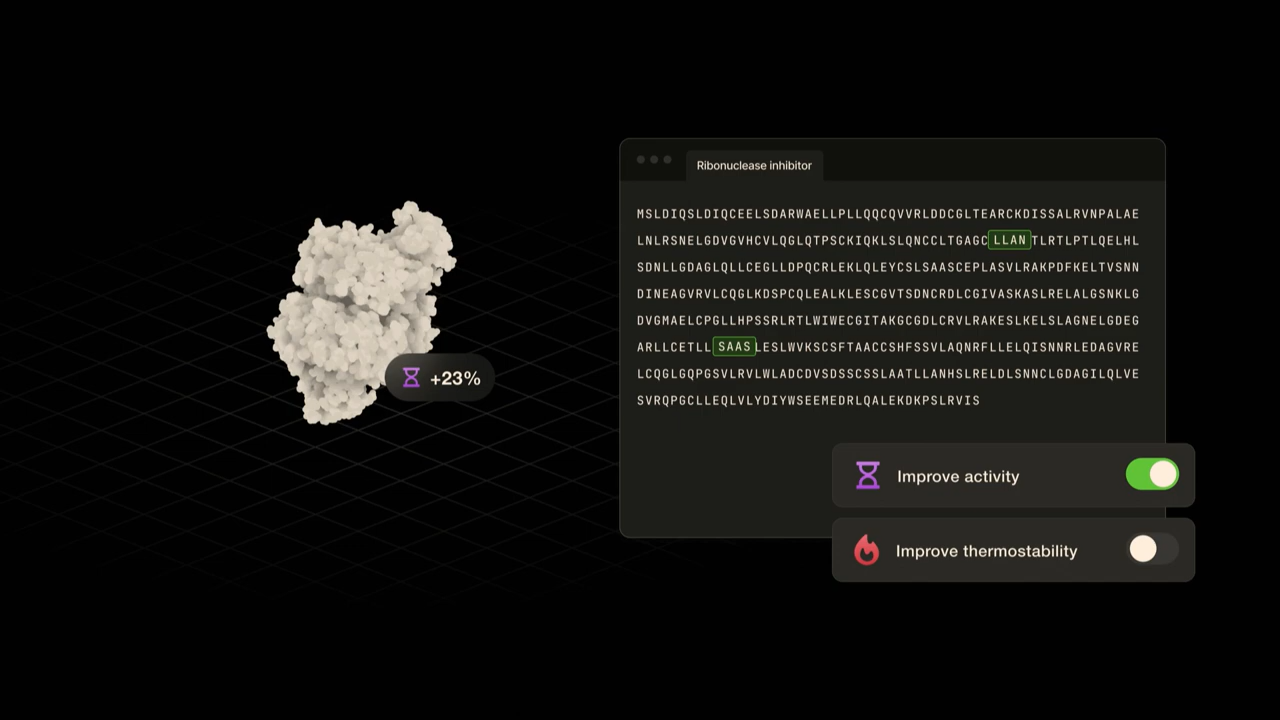 Ribonuclease inhibitor
MSLDIQSLDIQCEELSDARWAELLPLLQQCQVVRLDDCGLTEARCKDISSALRVNPALAE
LNLRSNELGDVGVHCVLQGLQTPSCKIQKLSLQNCCLTGAGCLLANTLRTLPTLQELHL
SDNLLGDAGLQLLCEGLLDPQCRLEKLQLEYCSLSAASCEPLASVLRAKPDFKELTVSNN
DINEAGVRVLCQGLKDSPCQLEALKLESCGVTSDNCRDLCGIVASKASLRELALGSNKLG
DVGMAELCPGLLHPSSRLRTLWIWECGITAKGCGDLCRVLRAKESLKELSLAGNELGDEG
ARLLCETLLSAASLESLWVKSCSFTAACCSHFSSVLAQNRFLLELQISNNRLEDAGVRE
LCQGLGQPGSVLRVLWLADCDVSDSSCSSLAATLLANHSLRELDLSNNCLGDAGILQLVE
SVRQPGCLLEQLVLYDIYWSEEMEDRLQALEKDKPSLRVIS
+23%
Improve activity
Improve thermostability